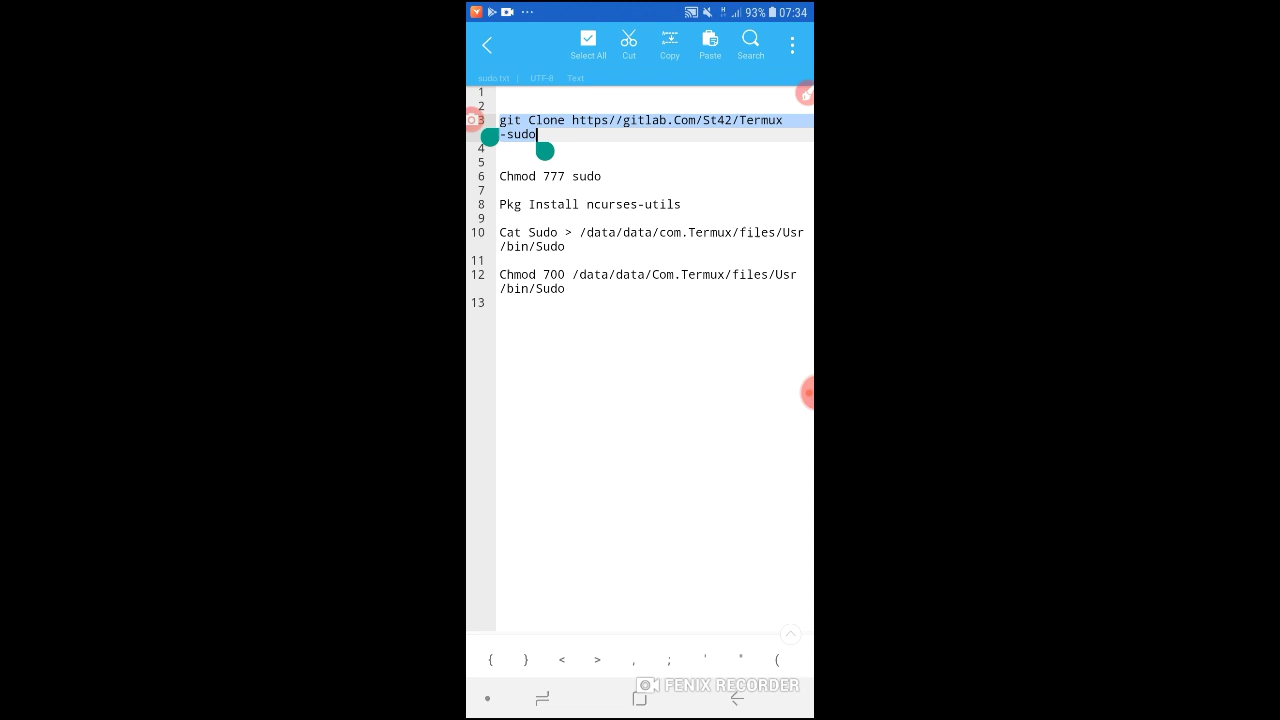 93% 07:34
Select All Cut Copy Paste Search
sudo.txt | UTF-8 Text
1
2
3 git Clone https//gitlab.Com/St42/Termux
-sudo
4
5
6 Chmod 777 sudo
7
8 Pkg Install ncurses-utils
9
10 Cat Sudo > /data/data/com.Termux/files/Usr
/bin/Sudo
11
12 Chmod 700 /data/data/Com.Termux/files/Usr
/bin/Sudo
13
{ } < > , ; ' " (
FENIX RECORDER